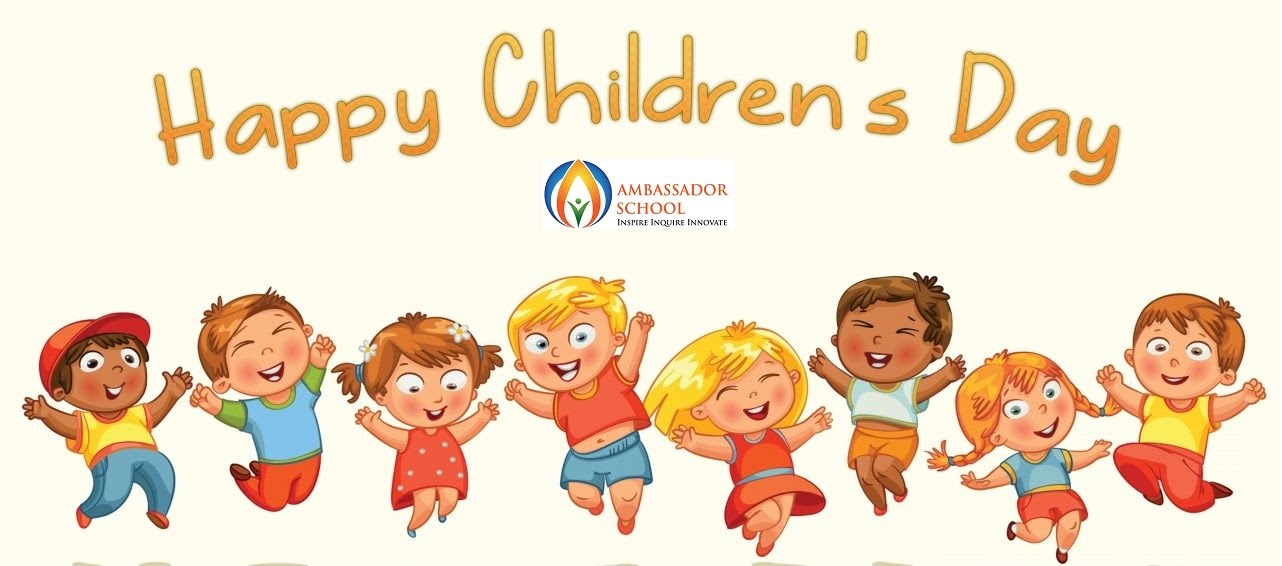 Happy Children's Day
AMBASSADOR
SCHOOL
INSPIRE INQUIRE INNOVATE